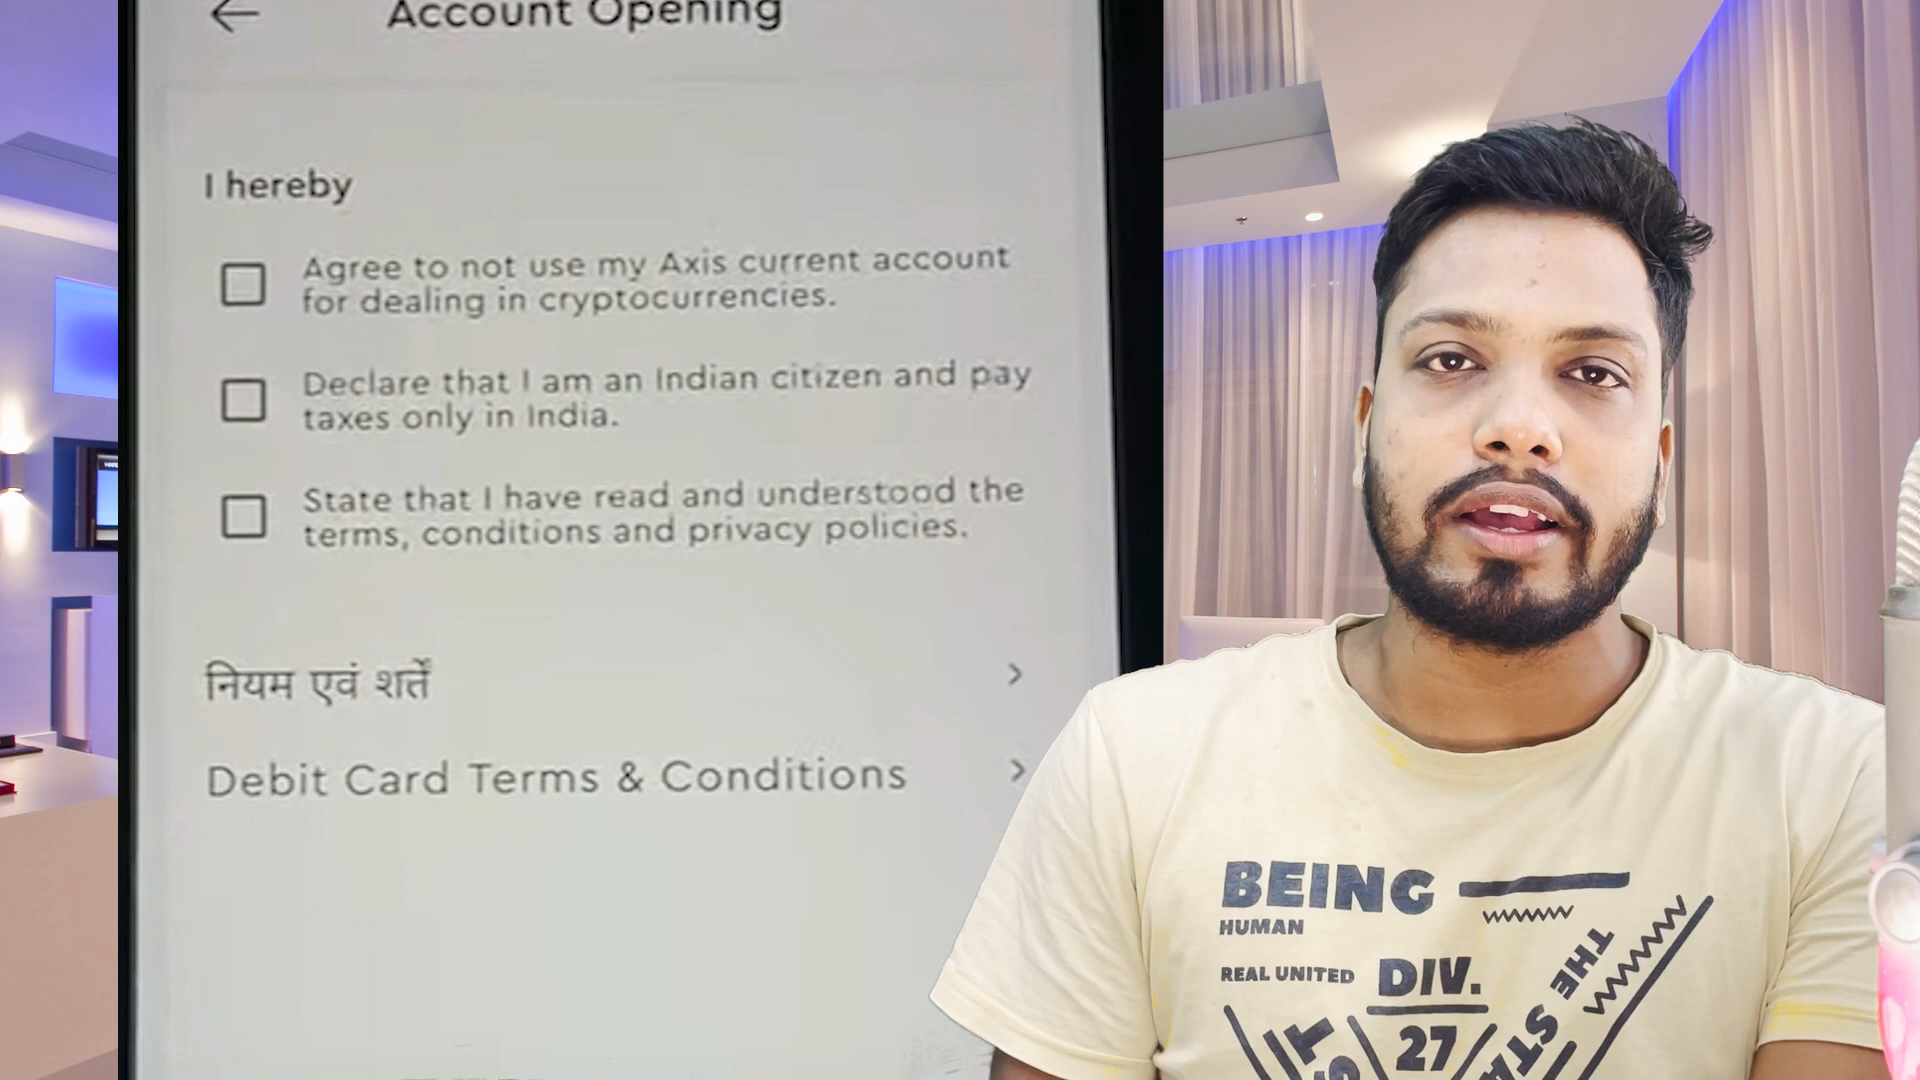 Account Opening
I hereby
Agree to not use my Axis current account
for dealing in cryptocurrencies.
Declare that I am an Indian citizen and pay
taxes only in India.
State that I have read and understood the
terms, conditions and privacy policies.
नियम एवं शर्तें
Debit Card Terms & Conditions
BEING
HUMAN
REAL UNITED DIV.
27
THE